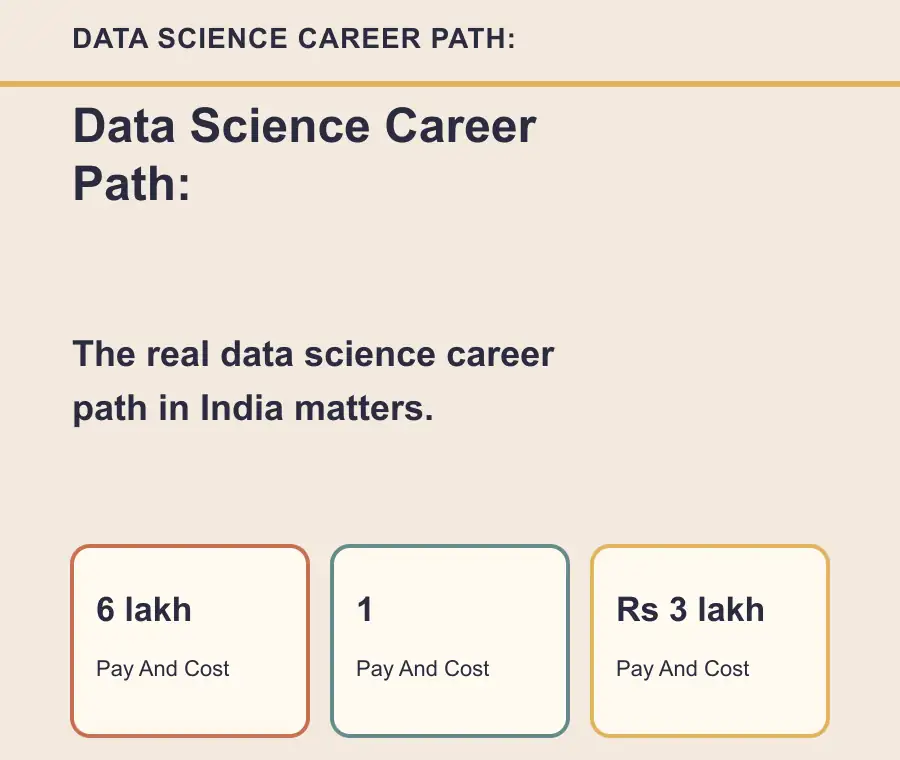 DATA SCIENCE CAREER PATH:
Data Science Career
Path:
The real data science career
path in India matters.
6 lakh
Pay And Cost
1
Pay And Cost
Rs 3 lakh
Pay And Cost